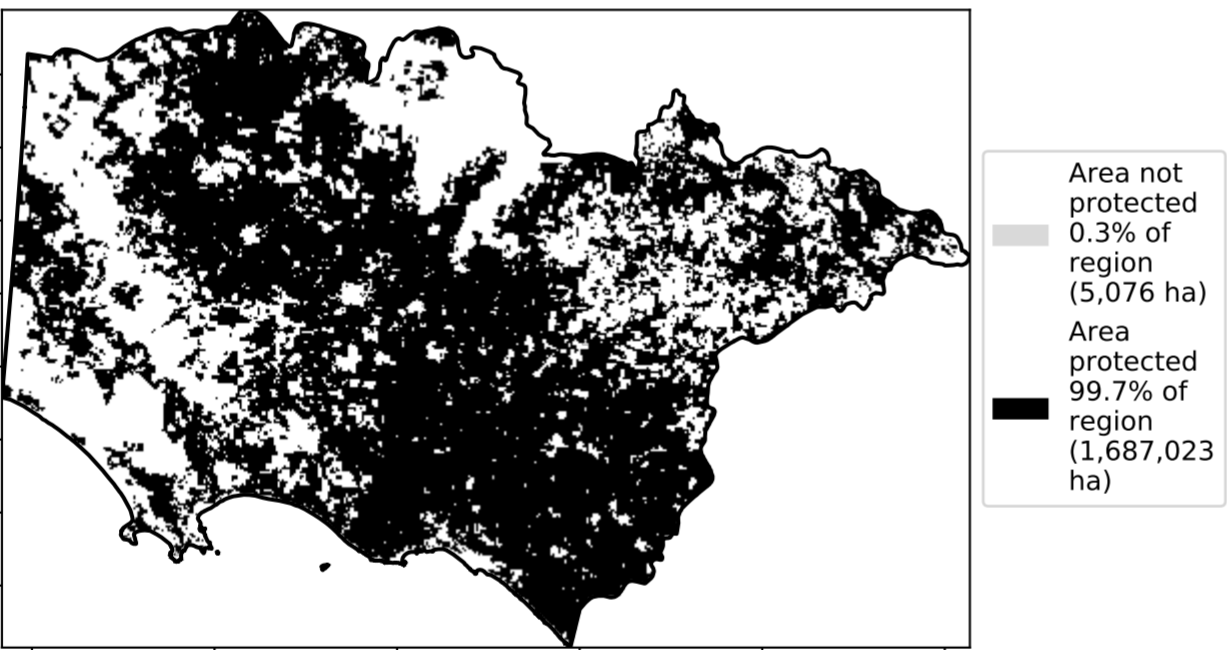 Area not
protected
0.3% of
region
(5,076 ha)
Area
protected
99.7% of
region
(1,687,023
ha)